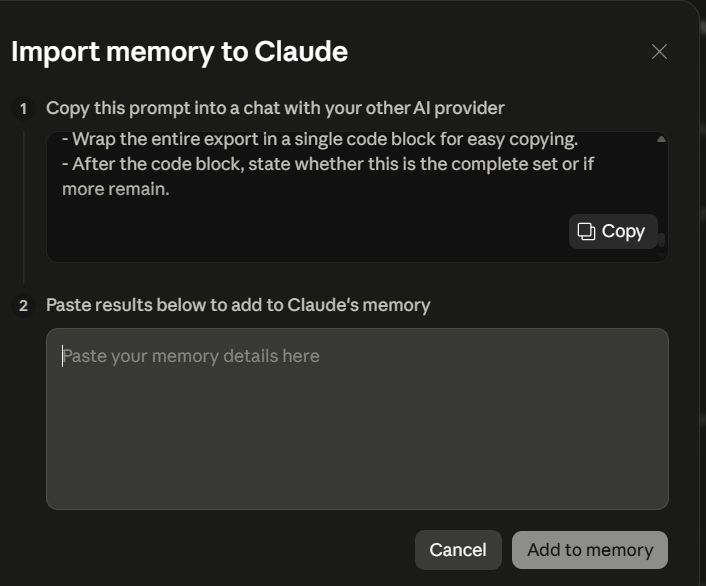 Import memory to Claude
1
Copy this prompt into a chat with your other AI provider
- Wrap the entire export in a single code block for easy copying.
- After the code block, state whether this is the complete set or if
more remain.
Copy
2
Paste results below to add to Claude's memory
Paste your memory details here
Cancel
Add to memory